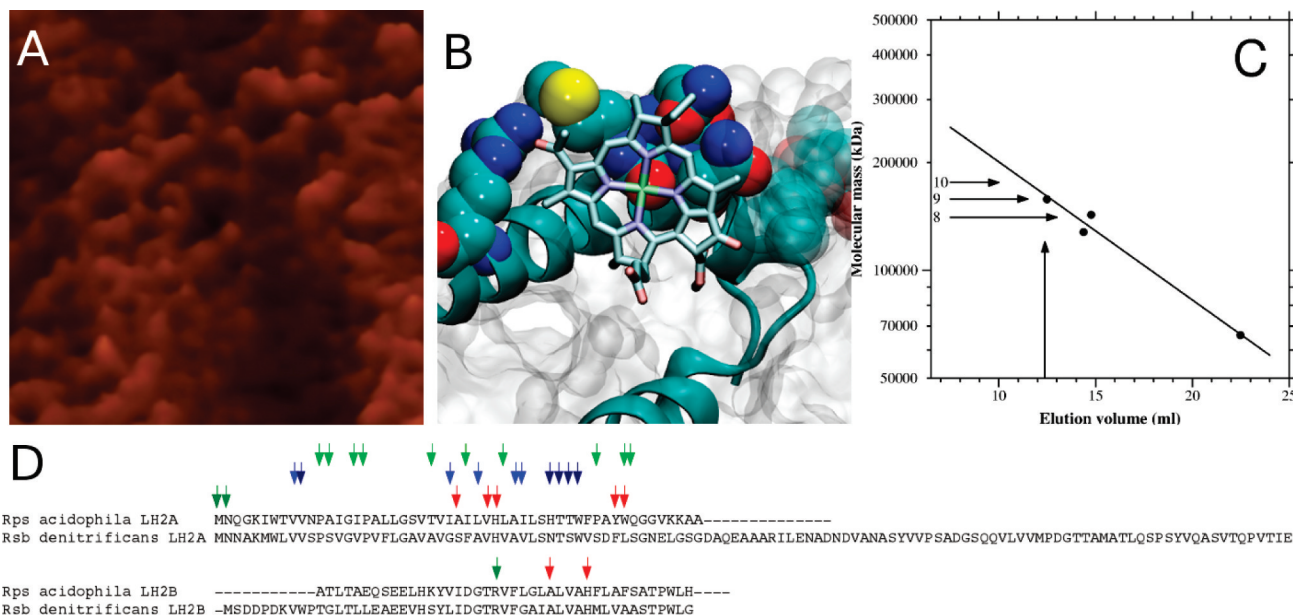 A
B
C
500000
400000
300000
200000
100000
70000
50000
Molecular mass (kDa)
10
9
8
10
15
20
25
Elution volume (ml)
D
Rps acidophila LH2A MNQGKIWTVVNPAIGIPALLGSVTVIAILVHLAILSHTTWFPAYWQGGVKKAA--------------
Rsb denitrificans LH2A MNNAKMWLVVSPSVGVPVFLGAVAVGSFAVHVAVLSNTSWVSDFLSGNELGSGDAQEAAARILENADNDVANASYVVPSADGSQQVLVVMPDGTTAMATLQSPSYVQASVTQPVTIE
Rps acidophila LH2B -----------ATLTAEQSEELHKYVIDGTRVFLGLALVAHFLAFSATPWLH----
Rsb denitrificans LH2B -MSDDPDKVWPTGLTLLEAEEVHSYLIDGTRVFGAIALVAHMLVAASTPWLG